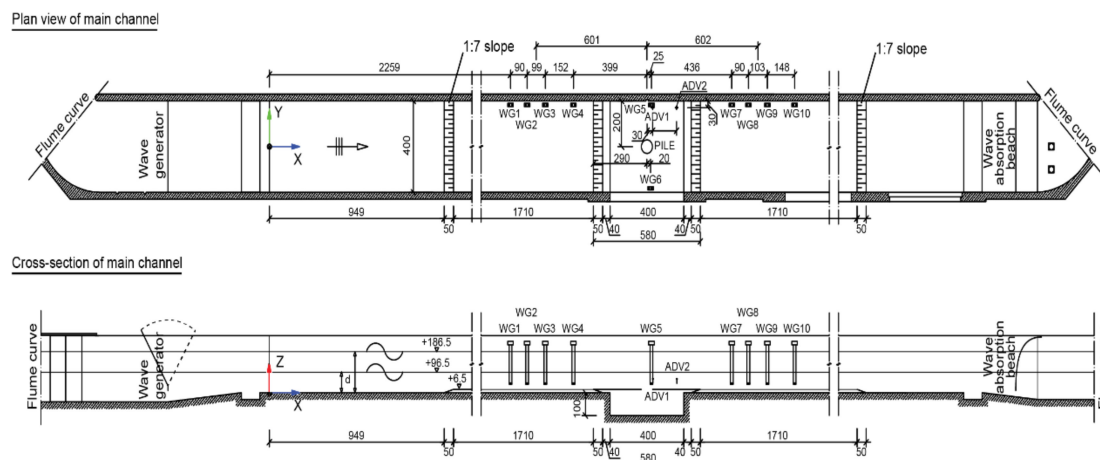 Plan view of main channel
1:7 slope
601
602
1:7 slope
25
2259
90 99 152 399 436 90 103 148
ADV2
Flume curve
Wave generator
Y
X
400
WG1 WG3 WG4
WG2
WG5
ADV1
200
30
PILE
290
20
WG6
30
WG7 WG9 WG10
WG8
Wave absorption beach
Flume curve
949
1710
400
1710
50
50
40
40
50
50
580
Cross-section of main channel
Flume curve
Wave generator
Z
X
d
+186.5
+96.5
+6.5
WG2
WG1 WG3 WG4
WG5
WG8
WG7 WG9 WG10
ADV2
ADV1
100
Wave absorption beach
949
1710
400
1710
50
50
40
40
50
50
580